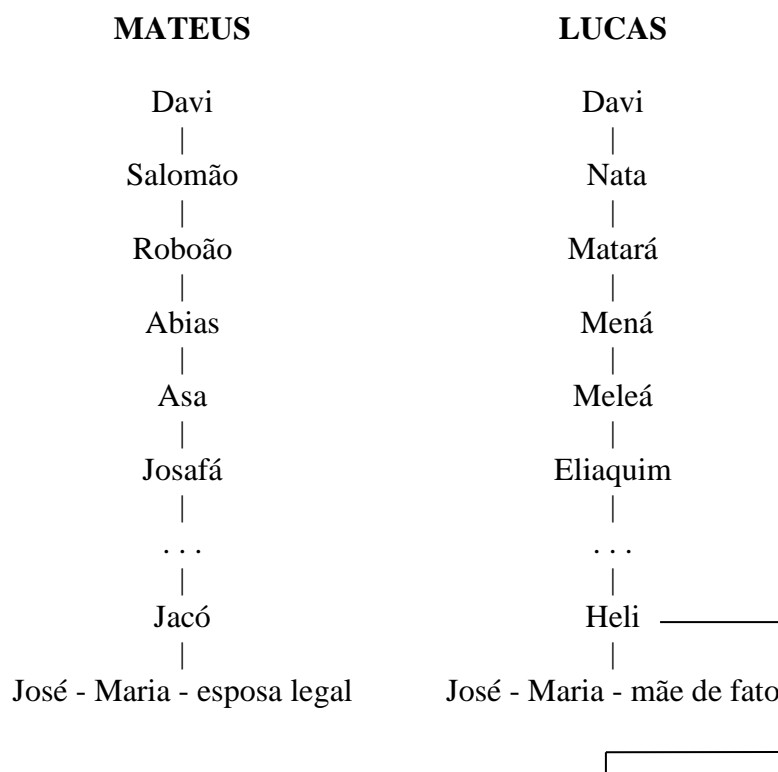 MATEUS LUCAS
Davi Davi
| |
Salomão Nata
| |
Roboão Matará
| |
Abias Mená
| |
Asa Meleá
| |
Josafá Eliaquim
| |
. . . . . .
| |
Jacó Heli
| |
José - Maria - esposa legal José - Maria - mãe de fato